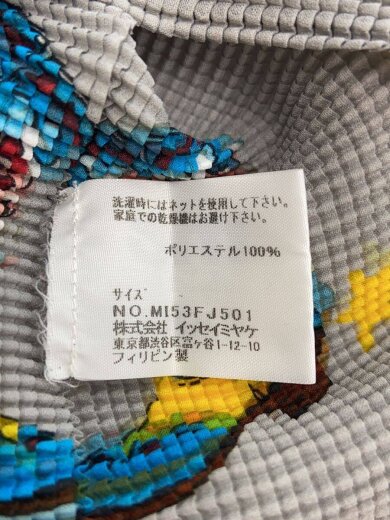 洗濯時にはネットを使用して下さい。
家庭での乾燥機はお避け下さい。
ポリエステル100%
サイズ -
NO.MI53FJ501
株式会社 イッセイミヤケ
東京都渋谷区富ヶ谷1-12-10
フィリピン製